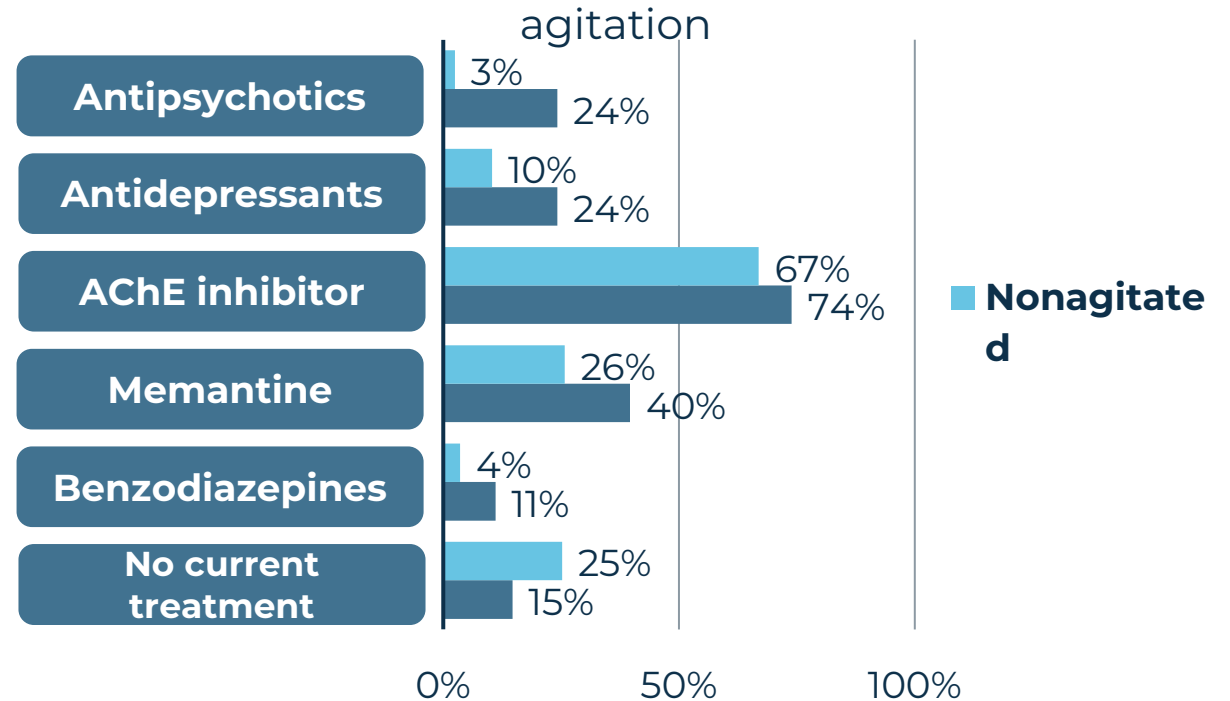 agitation
Antipsychotics
3%
24%
Antidepressants
10%
24%
AChE inhibitor
67%
74%
Memantine
26%
40%
Benzodiazepines
4%
11%
No current
treatment
25%
15%
Nonagitate
d
0% 50% 100%